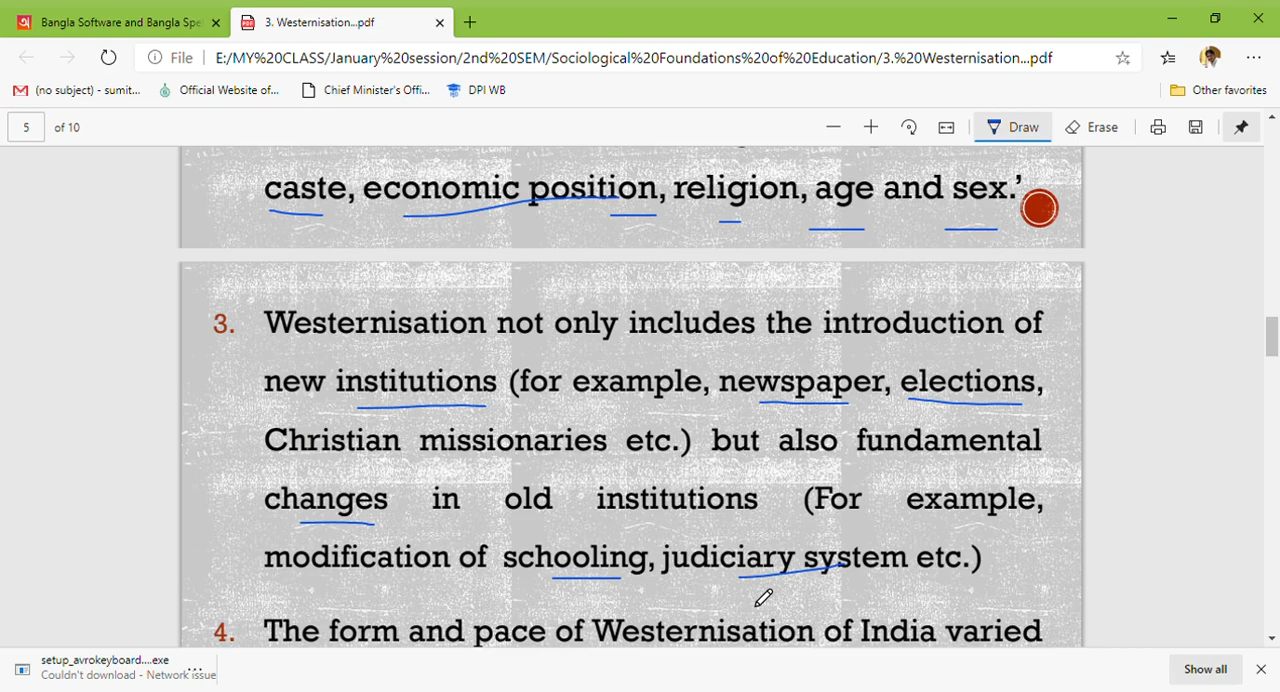 Bangla Software and Bangla Spe
3. Westernisation...pdf
File
E:/MY%20CLASS/January%20session/2nd%20SEM/Sociological%20Foundations%20of%20Education/3.%20Westernisation...pdf
(no subject) - sumit...
Official Website of...
Chief Minister's Offi...
DPI WB
Other favorites
5 of 10
Draw
Erase
caste, economic position, religion, age and sex.’
3. Westernisation not only includes the introduction of
new institutions (for example, newspaper, elections,
Christian missionaries etc.) but also fundamental
changes in old institutions (For example,
modification of schooling, judiciary system etc.)
4. The form and pace of Westernisation of India varied
setup_avrokeyboard....exe
Couldn't download - Network issue
Show all